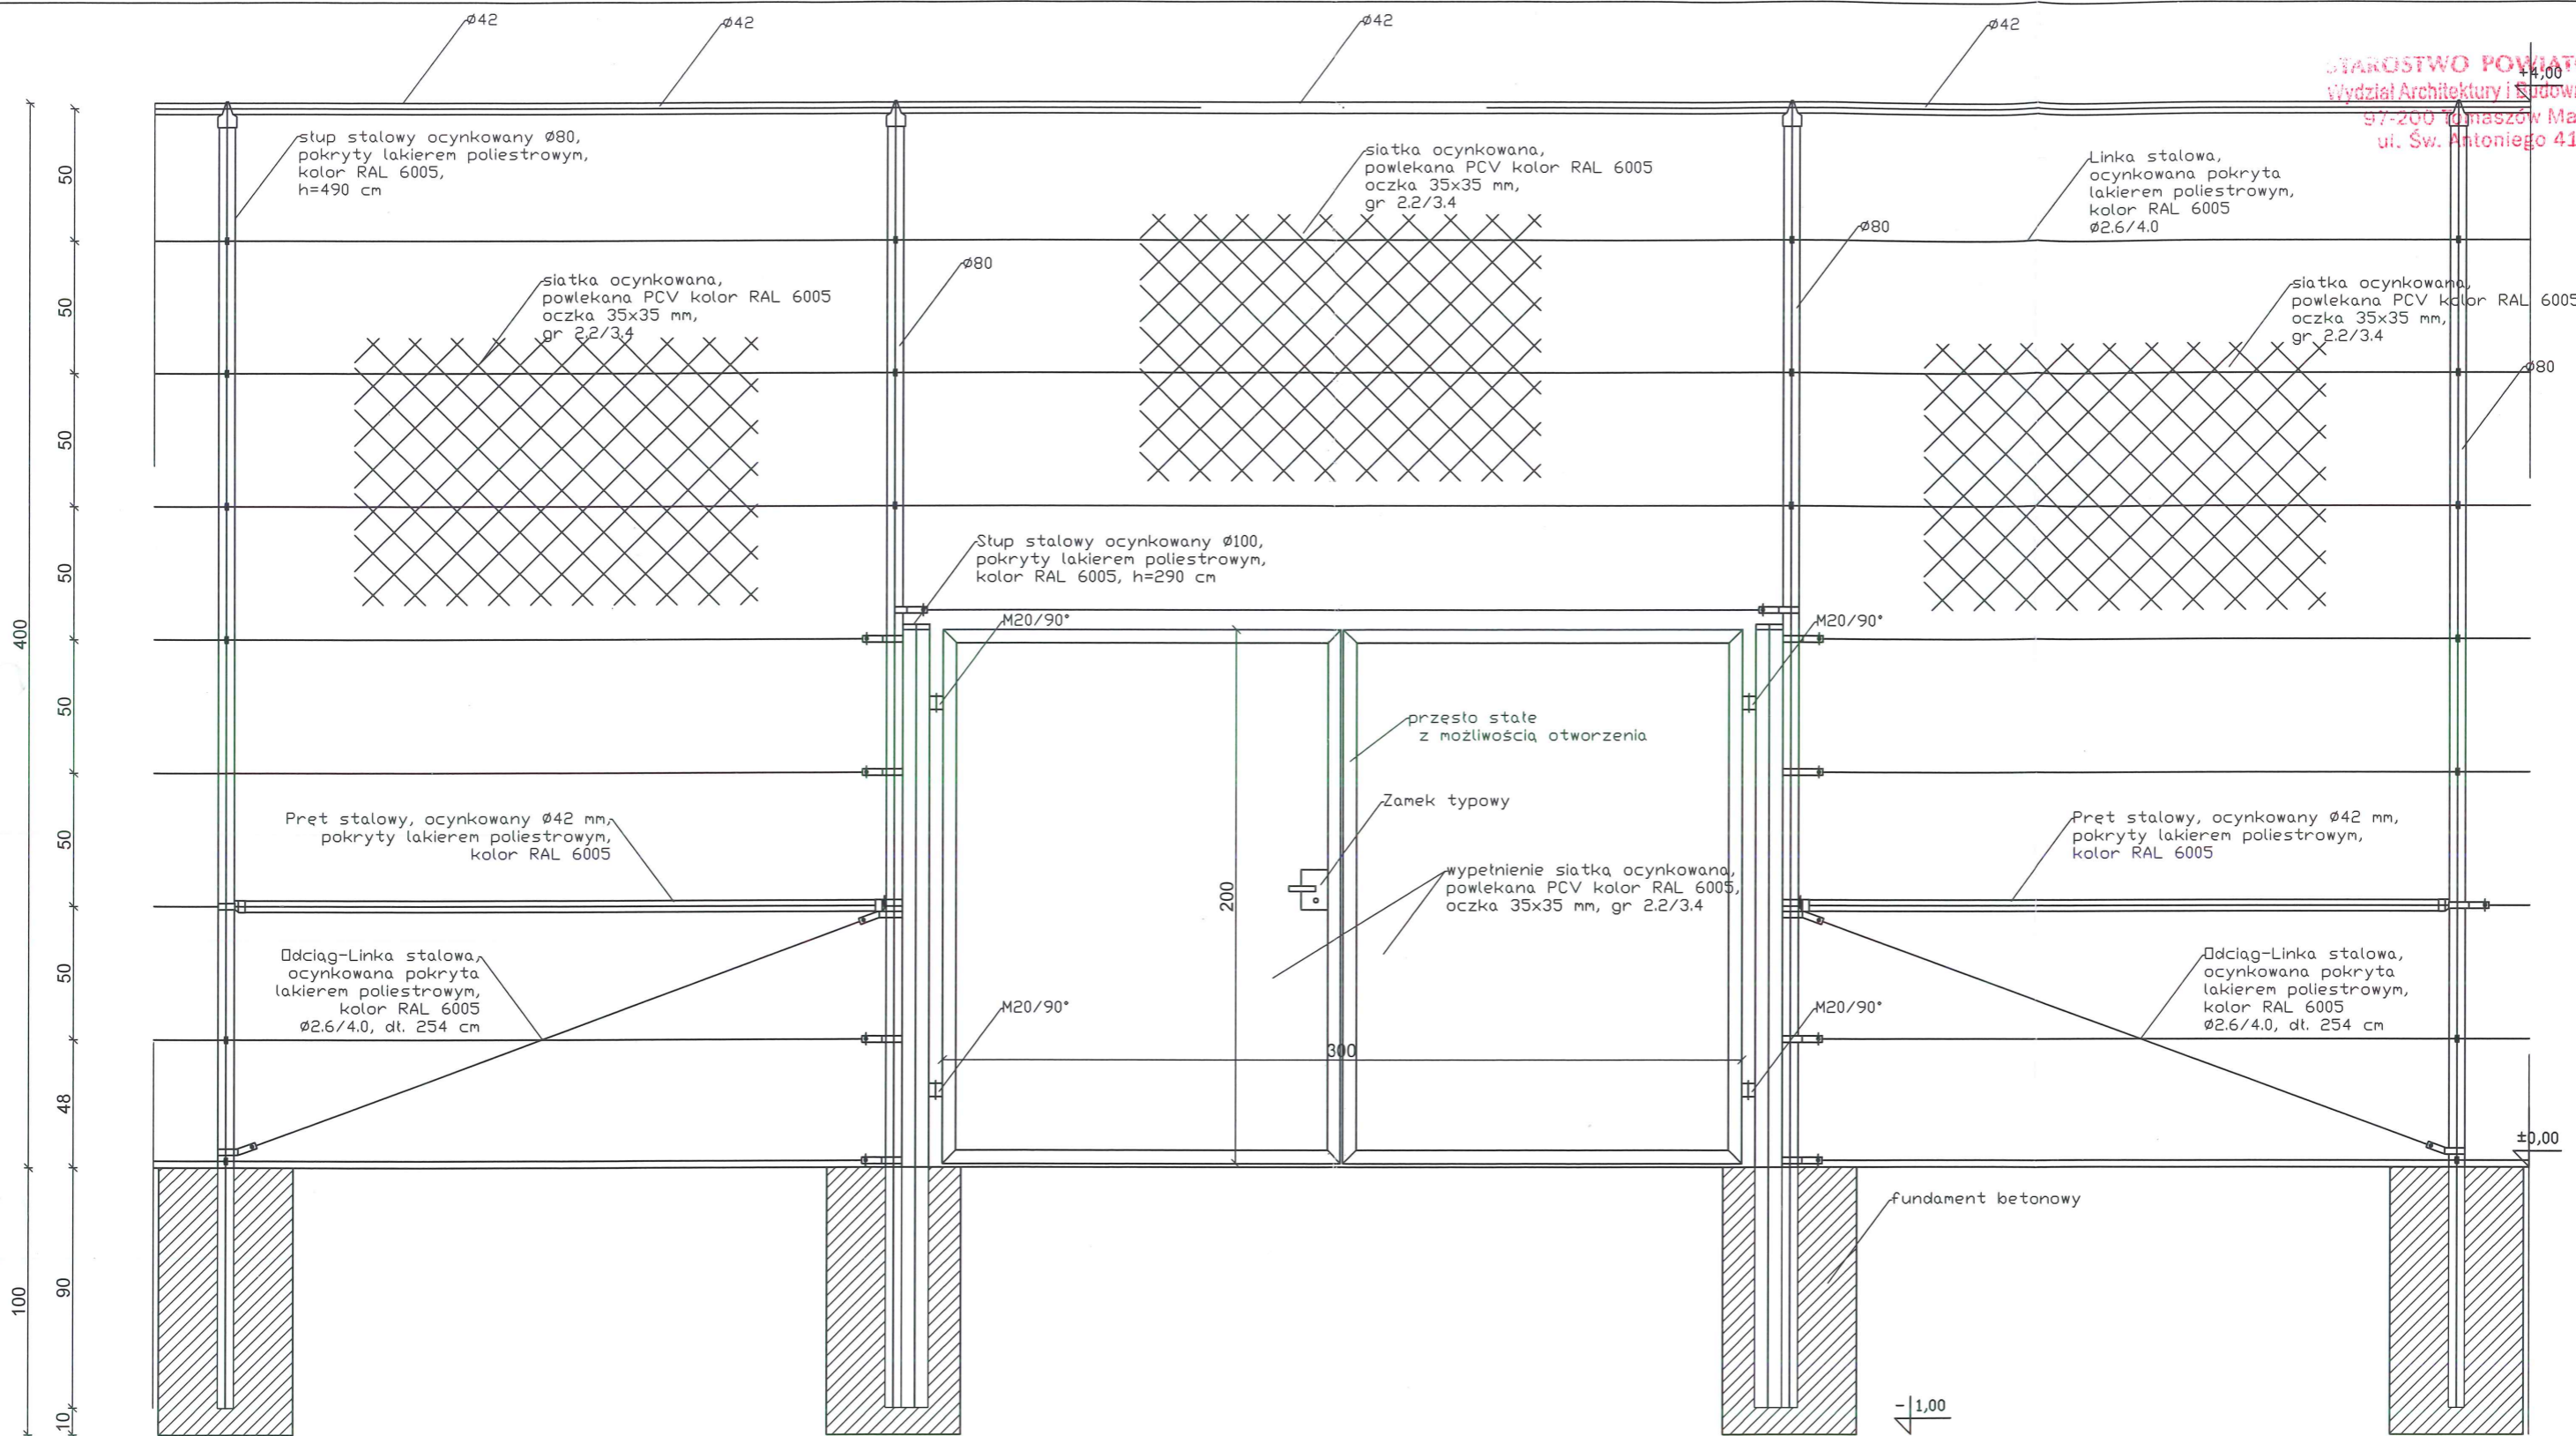 ø42
ø42
ø42
ø42
STAROSTWO
Wydział Architektury i
97-200 Tomaszów
ul. Św. Antoniego 41
+4,00
słup stalowy ocynkowany ø80,
pokryty lakierem poliestrowym,
kolor RAL 6005,
h=490 cm
siatka ocynkowana,
powlekana PCV kolor RAL 6005
oczka 35x35 mm,
gr 2.2/3.4
Linka stalowa,
ocynkowana pokryta
lakierem poliestrowym,
kolor RAL 6005
ø2.6/4.0
ø80
ø80
siatka ocynkowana,
powlekana PCV kolor RAL 6005
oczka 35x35 mm,
gr 2.2/3.4
siatka ocynkowana,
powlekana PCV kolor RAL 6005
oczka 35x35 mm,
gr 2.2/3.4
ø80
Słup stalowy ocynkowany ø100,
pokryty lakierem poliestrowym,
kolor RAL 6005, h=290 cm
M20/90°
M20/90°
przęsło stałe
z możliwością otworzenia
Zamek typowy
Pręt stalowy, ocynkowany ø42 mm,
pokryty lakierem poliestrowym,
kolor RAL 6005
Pręt stalowy, ocynkowany ø42 mm,
pokryty lakierem poliestrowym,
kolor RAL 6005
wypełnienie siatką ocynkowaną,
powlekana PCV kolor RAL 6005,
oczka 35x35 mm, gr 2.2/3.4
200
Odciąg-Linka stalowa,
ocynkowana pokryta
lakierem poliestrowym,
kolor RAL 6005
ø2.6/4.0, dł. 254 cm
Odciąg-Linka stalowa,
ocynkowana pokryta
lakierem poliestrowym,
kolor RAL 6005
ø2.6/4.0, dł. 254 cm
M20/90°
M20/90°
300
±0,00
fundament betonowy
-1,00
400
100
50
50
50
50
50
50
50
48
90
10